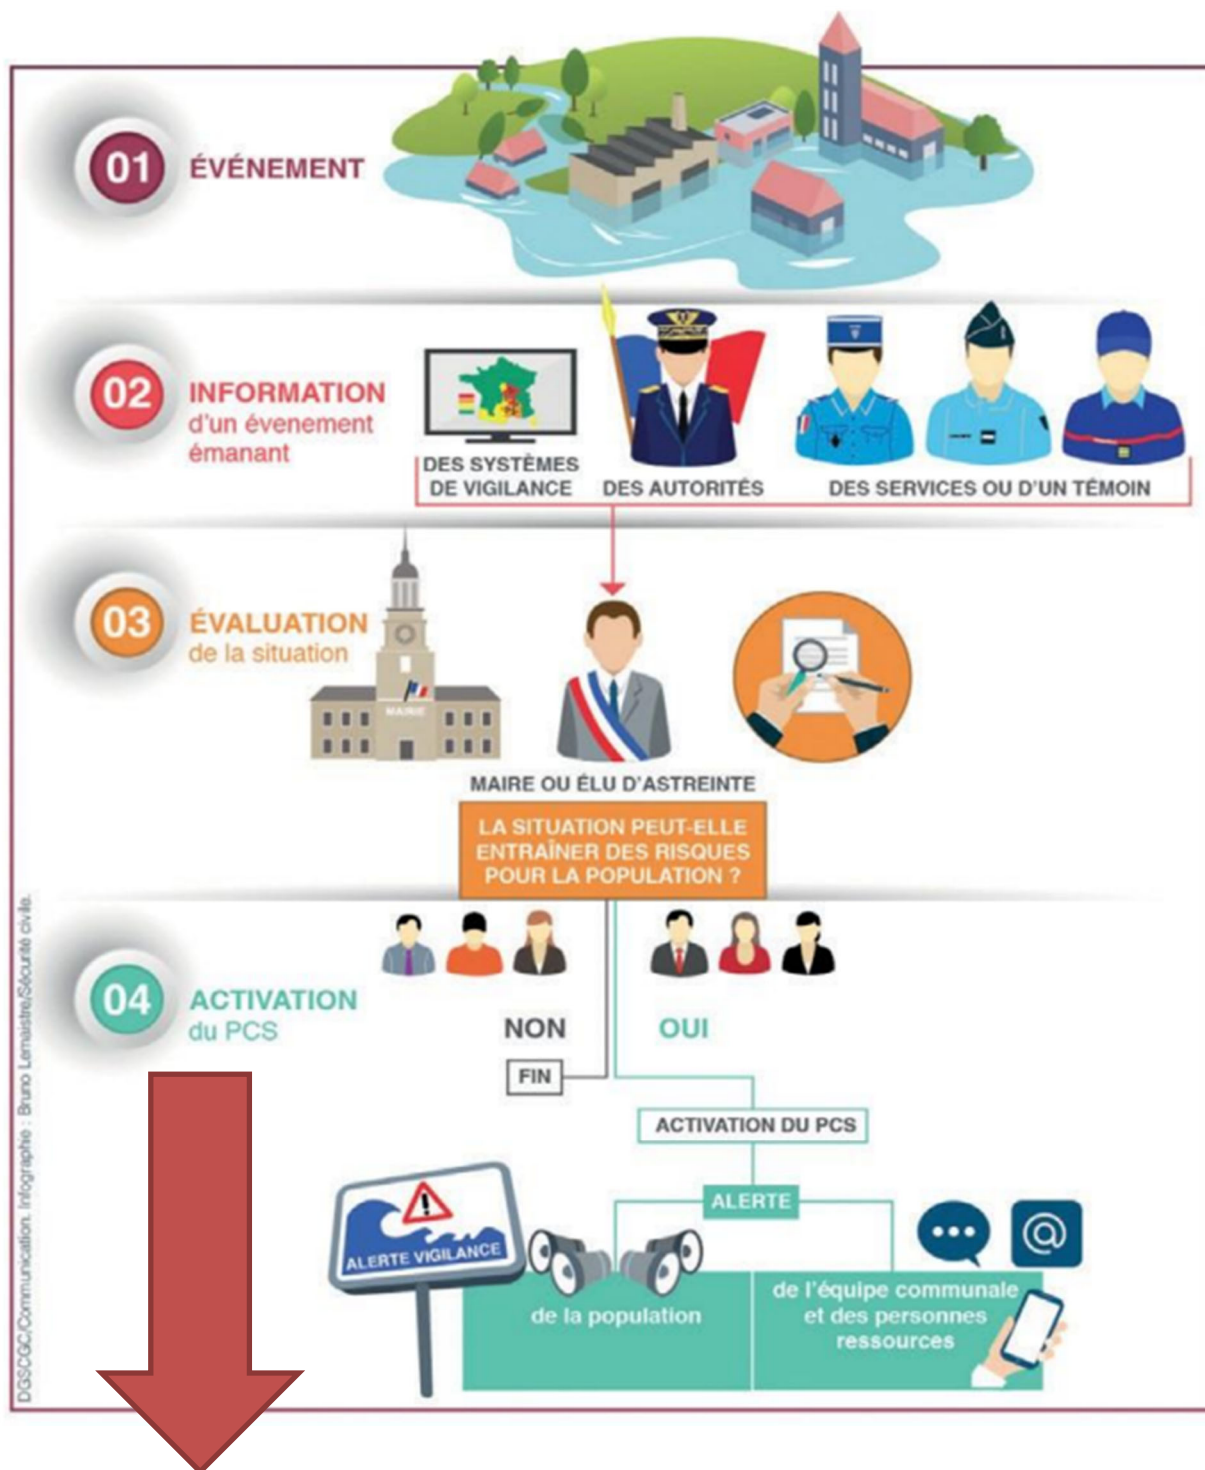 01
ÉVÉNEMENT
02
INFORMATION
d'un évenement
émanant
DES SYSTÈMES
DE VIGILANCE
DES AUTORITÉS
DES SERVICES OU D'UN TÉMOIN
03
ÉVALUATION
de la situation
MAIRIE
MAIRE OU ÉLU D'ASTREINTE
LA SITUATION PEUT-ELLE
ENTRAÎNER DES RISQUES
POUR LA POPULATION ?
04
ACTIVATION
du PCS
NON
OUI
FIN
ACTIVATION DU PCS
ALERTE
ALERTE VIGILANCE
de la population
de l'équipe communale
et des personnes
ressources
DGSCGC/Communication. Infographie : Bruno Lemaistre/Sécurité civile.